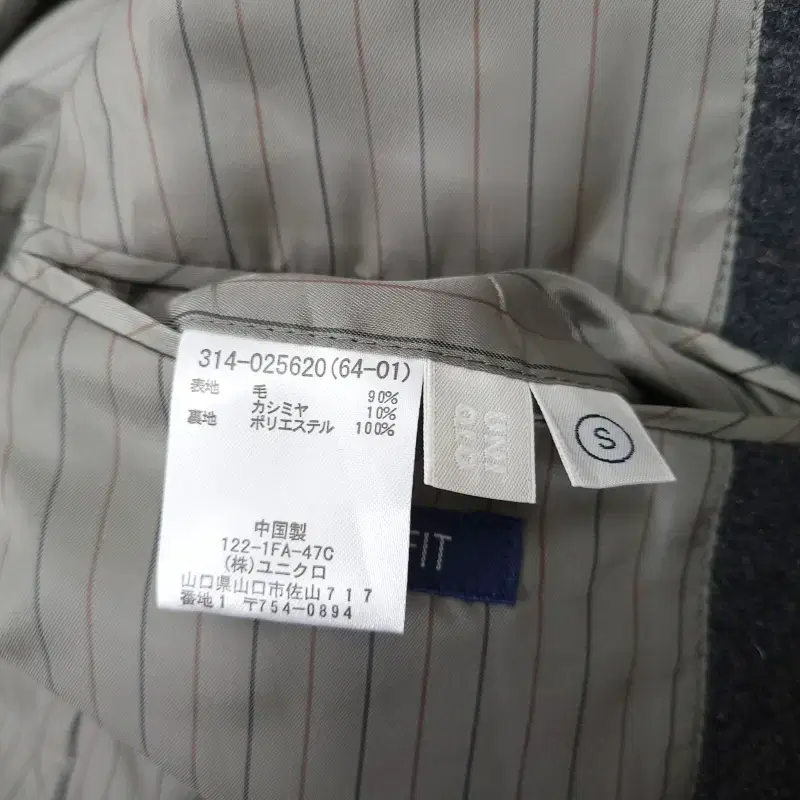 314-025620(64-01)
表地 毛 90%
カシミヤ 10%
裏地 ポリエステル 100%
中国製
122-1FA-47C
(株)ユニクロ
山口県山口市佐山717
番地1 〒754-0894
S
FIT